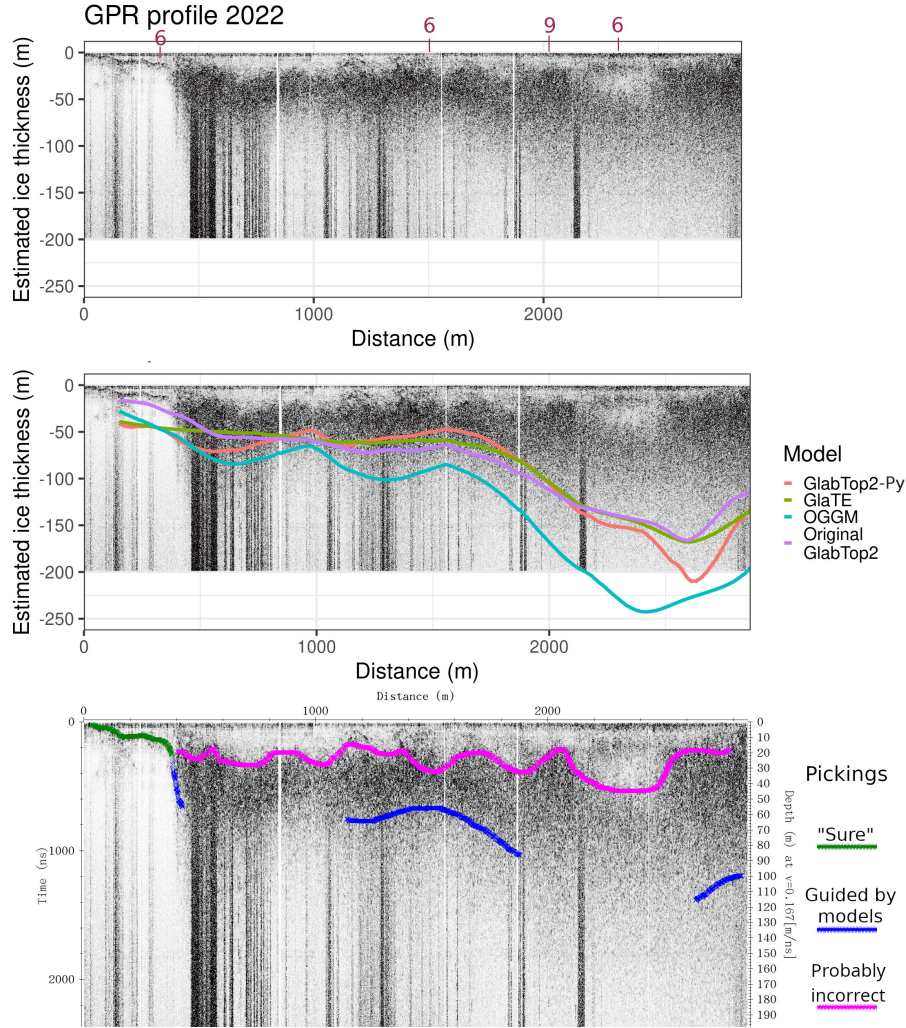 GPR profile 2022
6
6
9
6
Estimated ice thickness (m)
0
-50
-100
-150
-200
-250
0
1000
2000
Distance (m)
Estimated ice thickness (m)
0
-50
-100
-150
-200
-250
0
1000
2000
Distance (m)
Model
GlabTop2-Py
GlaTE
OGGM
Original
GlabTop2
Distance (m)
0
1000
2000
Time (ns)
0
1000
2000
0
10
20
30
40
50
60
70
80
90
100
110
120
130
140
150
160
170
180
190
Depth (m) at v=0.167[m/ns]
Pickings
"Sure"
Guided by
models
Probably
incorrect